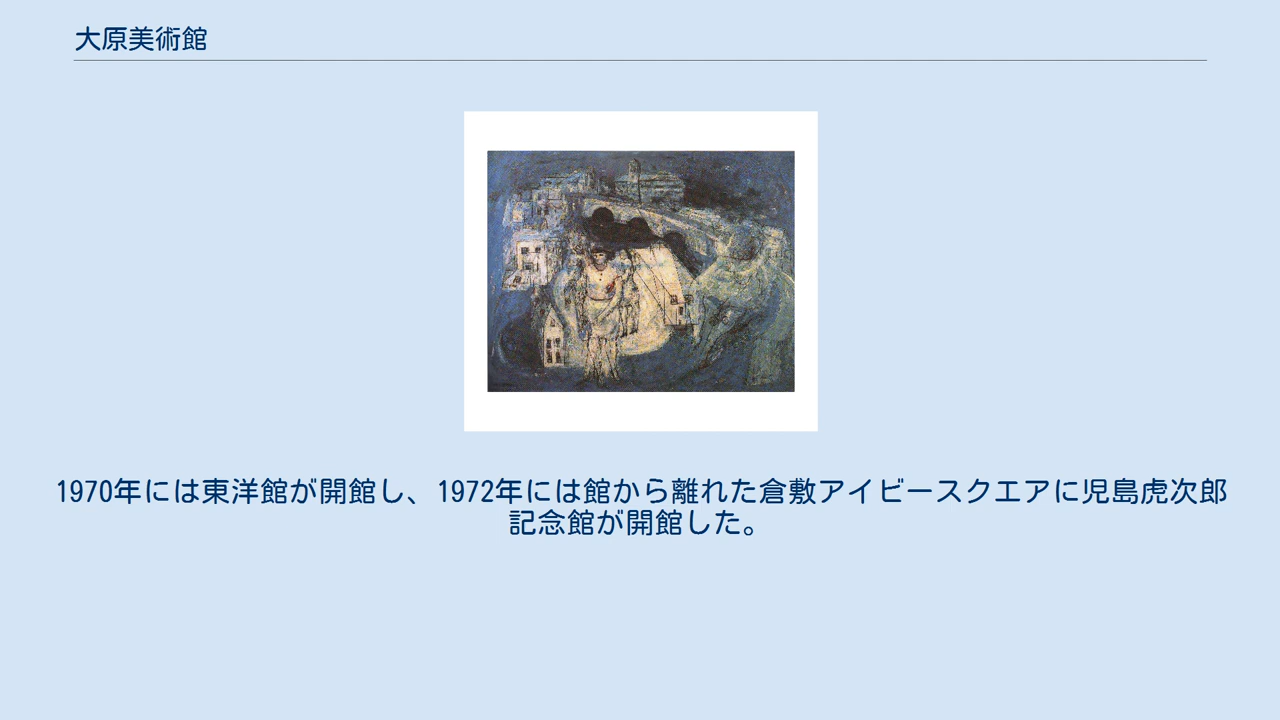 大原美術館
1970年には東洋館が開館し、1972年には館から離れた倉敷アイビースクエアに児島虎次郎
記念館が開館した。